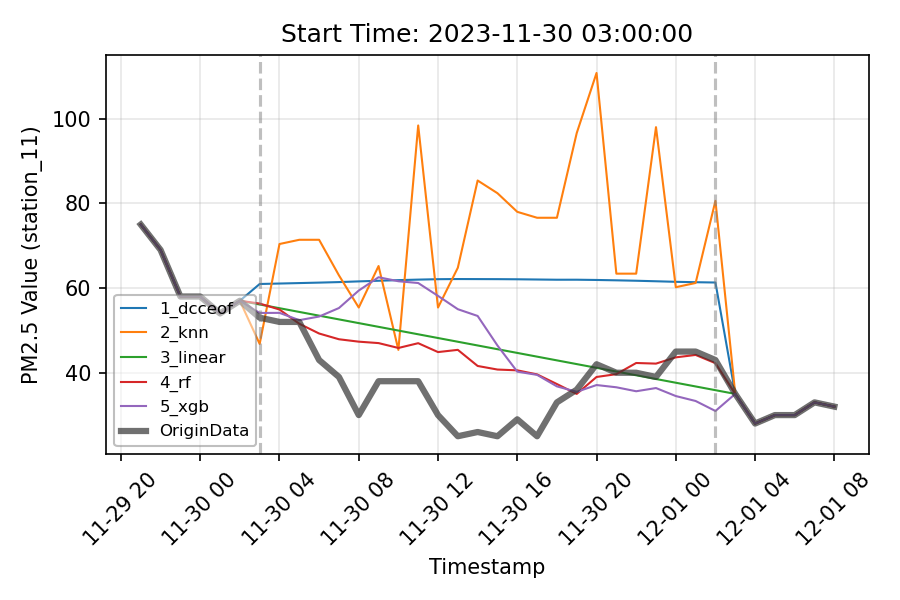 Start Time: 2023-11-30 03:00:00
PM2.5 Value (station_11)
100
80
60
40
1_dcceof
2_knn
3_linear
4_rf
5_xgb
OriginData
11-29 20
11-30 00
11-30 04
11-30 08
11-30 12
11-30 16
11-30 20
12-01 00
12-01 04
12-01 08
Timestamp